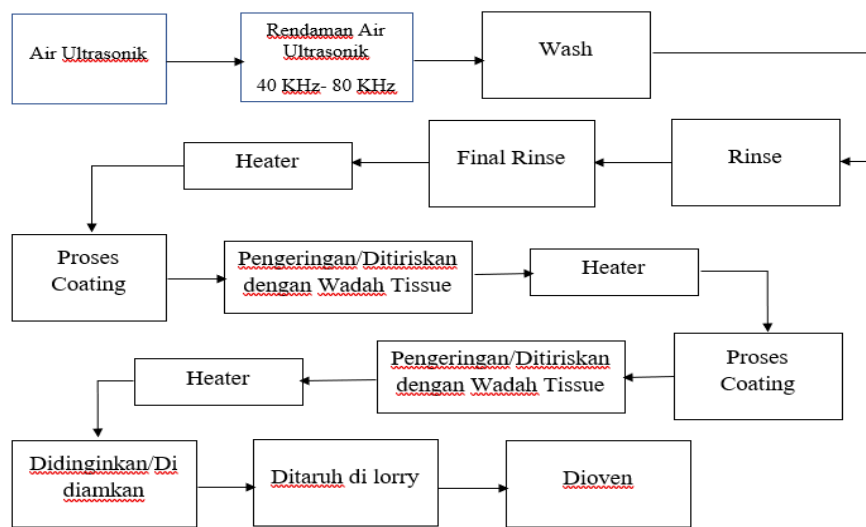 Air Ultrasonik
Rendaman Air
Ultrasonik
40 KHz- 80 KHz
Wash
Rinse
Final Rinse
Heater
Proses
Coating
Pengeringan/Ditiriskan
dengan Wadah Tissue
Heater
Proses
Coating
Pengeringan/Ditiriskan
dengan Wadah Tissue
Heater
Didinginkan/Di
diamkan
Ditaruh di lorry
Dioven